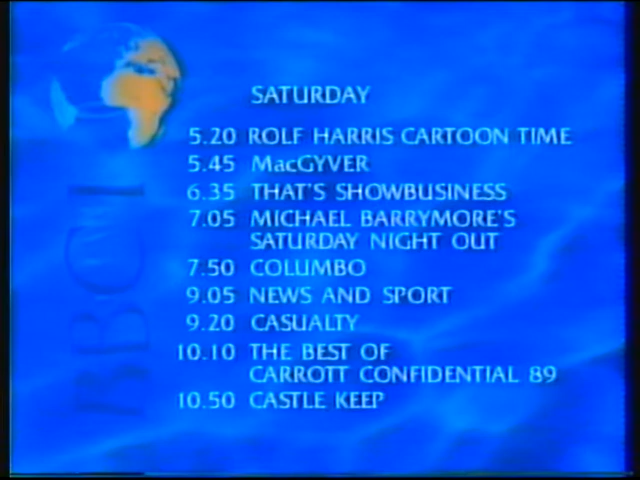 SATURDAY
5.20 ROLF HARRIS CARTOON TIME
5.45 MacGYVER
6.35 THAT'S SHOWBUSINESS
7.05 MICHAEL BARRYMORE'S
SATURDAY NIGHT OUT
7.50 COLUMBO
9.05 NEWS AND SPORT
9.20 CASUALTY
10.10 THE BEST OF
CARROTT CONFIDENTIAL 89
10.50 CASTLE KEEP
BBC1